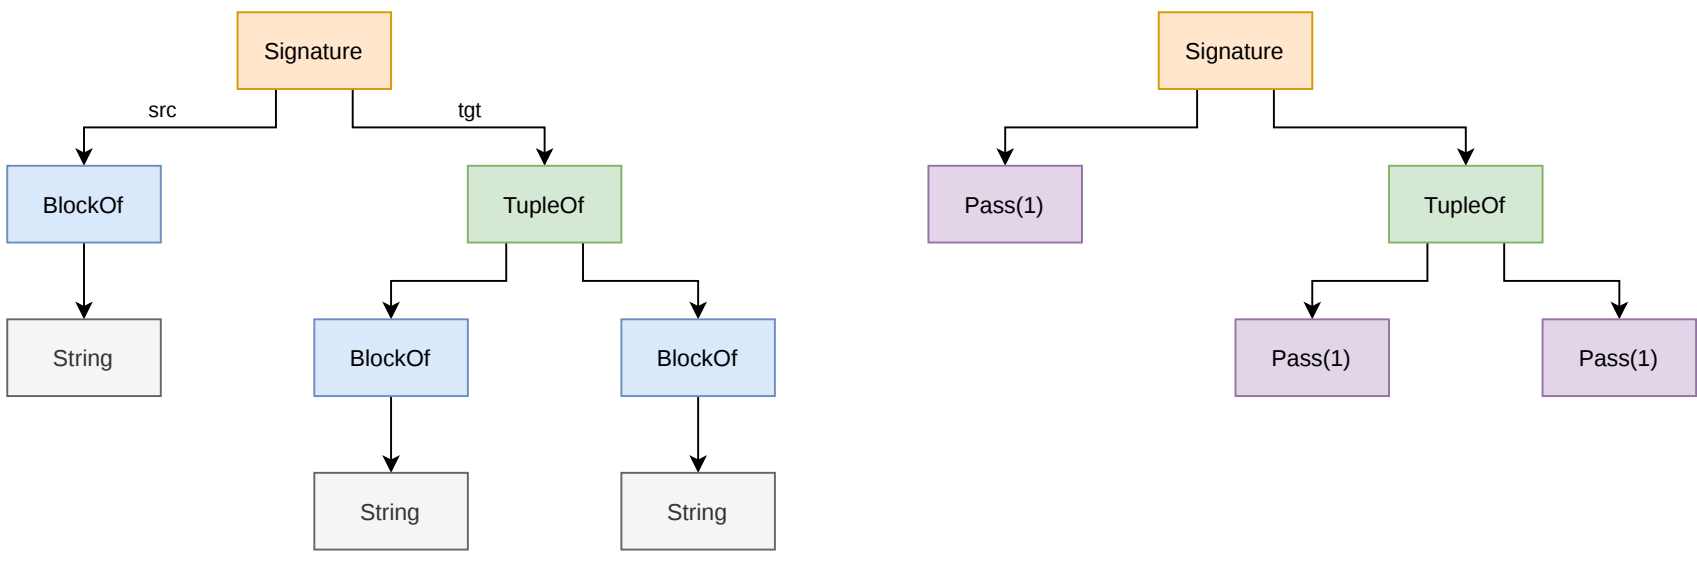 Signature
Signature
src
tgt
BlockOf
TupleOf
Pass(1)
TupleOf
String
BlockOf
BlockOf
Pass(1)
Pass(1)
String
String